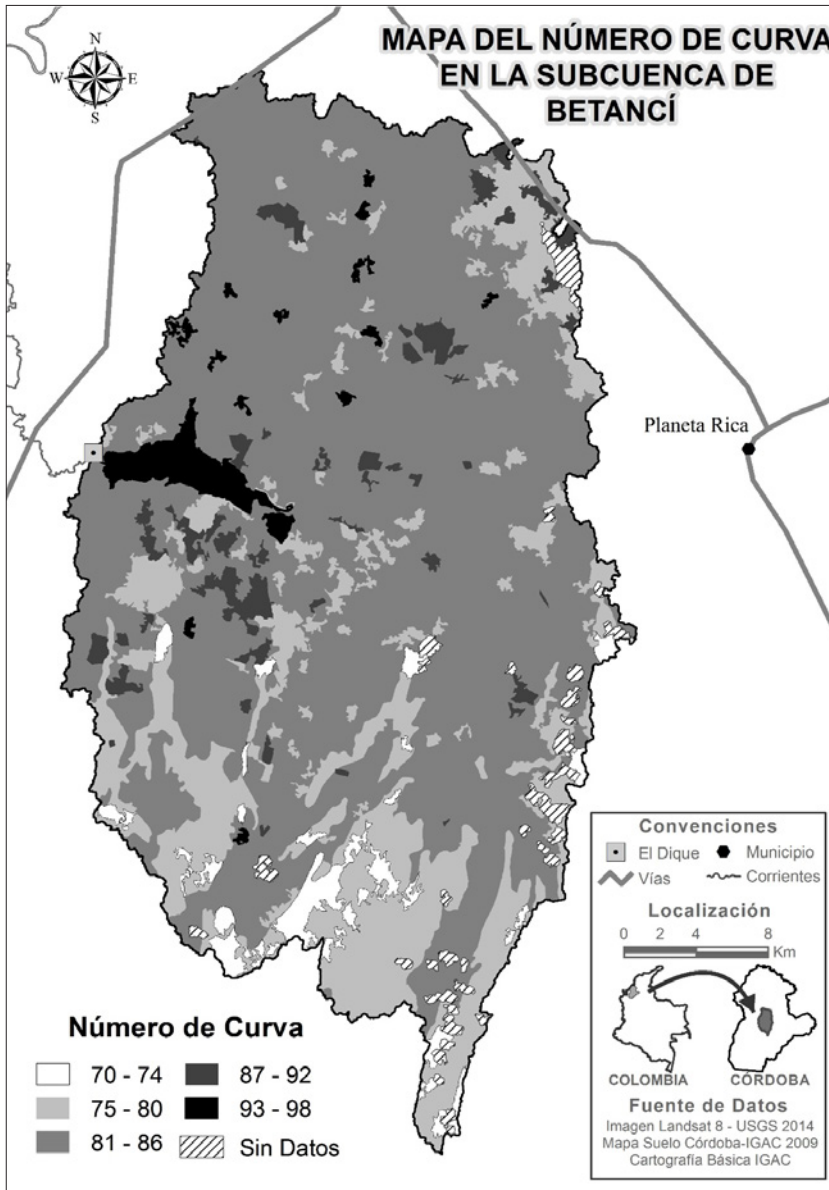 MAPA DEL NÚMERO DE CURVA
EN LA SUBCUENCA DE
BETANCÍ
N
W E
S
Planeta Rica
Convenciones
El Dique Municipio
Vías Corrientes
Localización
0 2 4 8
Km
COLOMBIA CÓRDOBA
Fuente de Datos
Imagen Landsat 8 - USGS 2014
Mapa Suelo Córdoba-IGAC 2009
Cartografía Básica IGAC
Número de Curva
70 - 74 87 - 92
75 - 80 93 - 98
81 - 86 Sin Datos